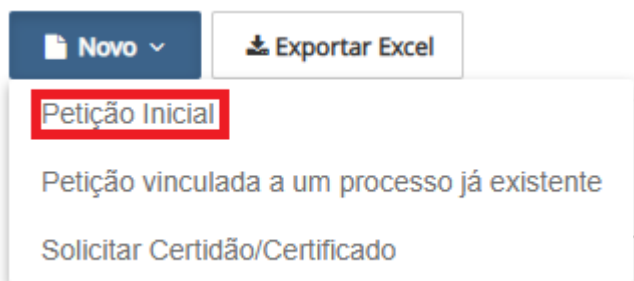 Novo
Exportar Excel
Petição Inicial
Petição vinculada a um processo já existente
Solicitar Certidão/Certificado